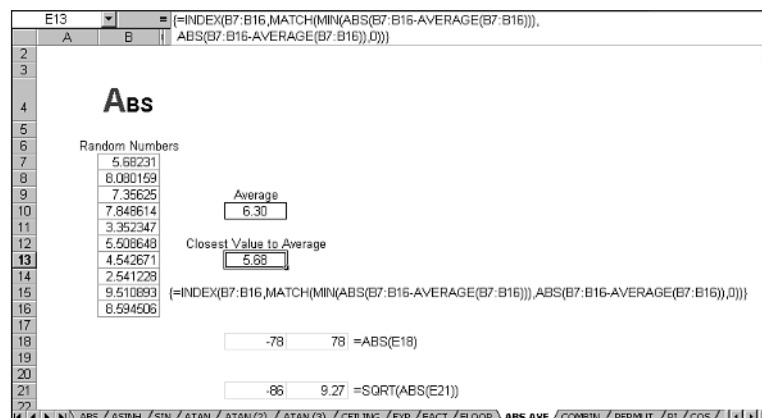 E13 = {=INDEX(B7:B16,MATCH(MIN(ABS(B7:B16-AVERAGE(B7:B16))),
ABS(B7:B16-AVERAGE(B7:B16)),0))}
A B
2
3
4 ABS
5
6 Random Numbers
7 5.68231
8 8.080159
9 7.35625 Average
10 7.848614 6.30
11 3.352347
12 5.508648 Closest Value to Average
13 4.542671 5.68
14 2.541228
15 9.510893 {=INDEX(B7:B16,MATCH(MIN(ABS(B7:B16-AVERAGE(B7:B16))),ABS(B7:B16-AVERAGE(B7:B16)),0))}
16 8.594506
17
18 -78 78 =ABS(E18)
19
20
21 -86 9.27 =SQRT(ABS(E21))
22
ABS / ASINH / SIN / ATAN / ATAN (2) / ATAN (3) / CEILING / EXP / FACT / FLOOR ABS AVE / COMBIN / PERMUT / PI / COS /